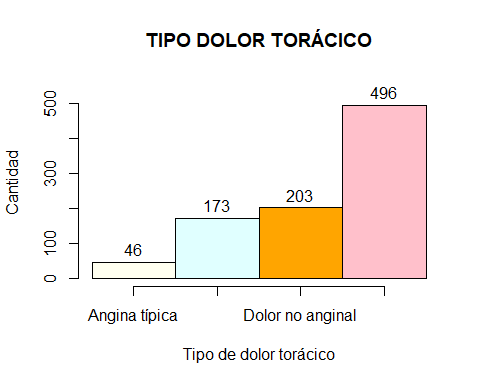 TIPO DOLOR TORÁCICO
Cantidad
500
300
100
0
46
173
203
496
Angina típica
Dolor no anginal
Tipo de dolor torácico